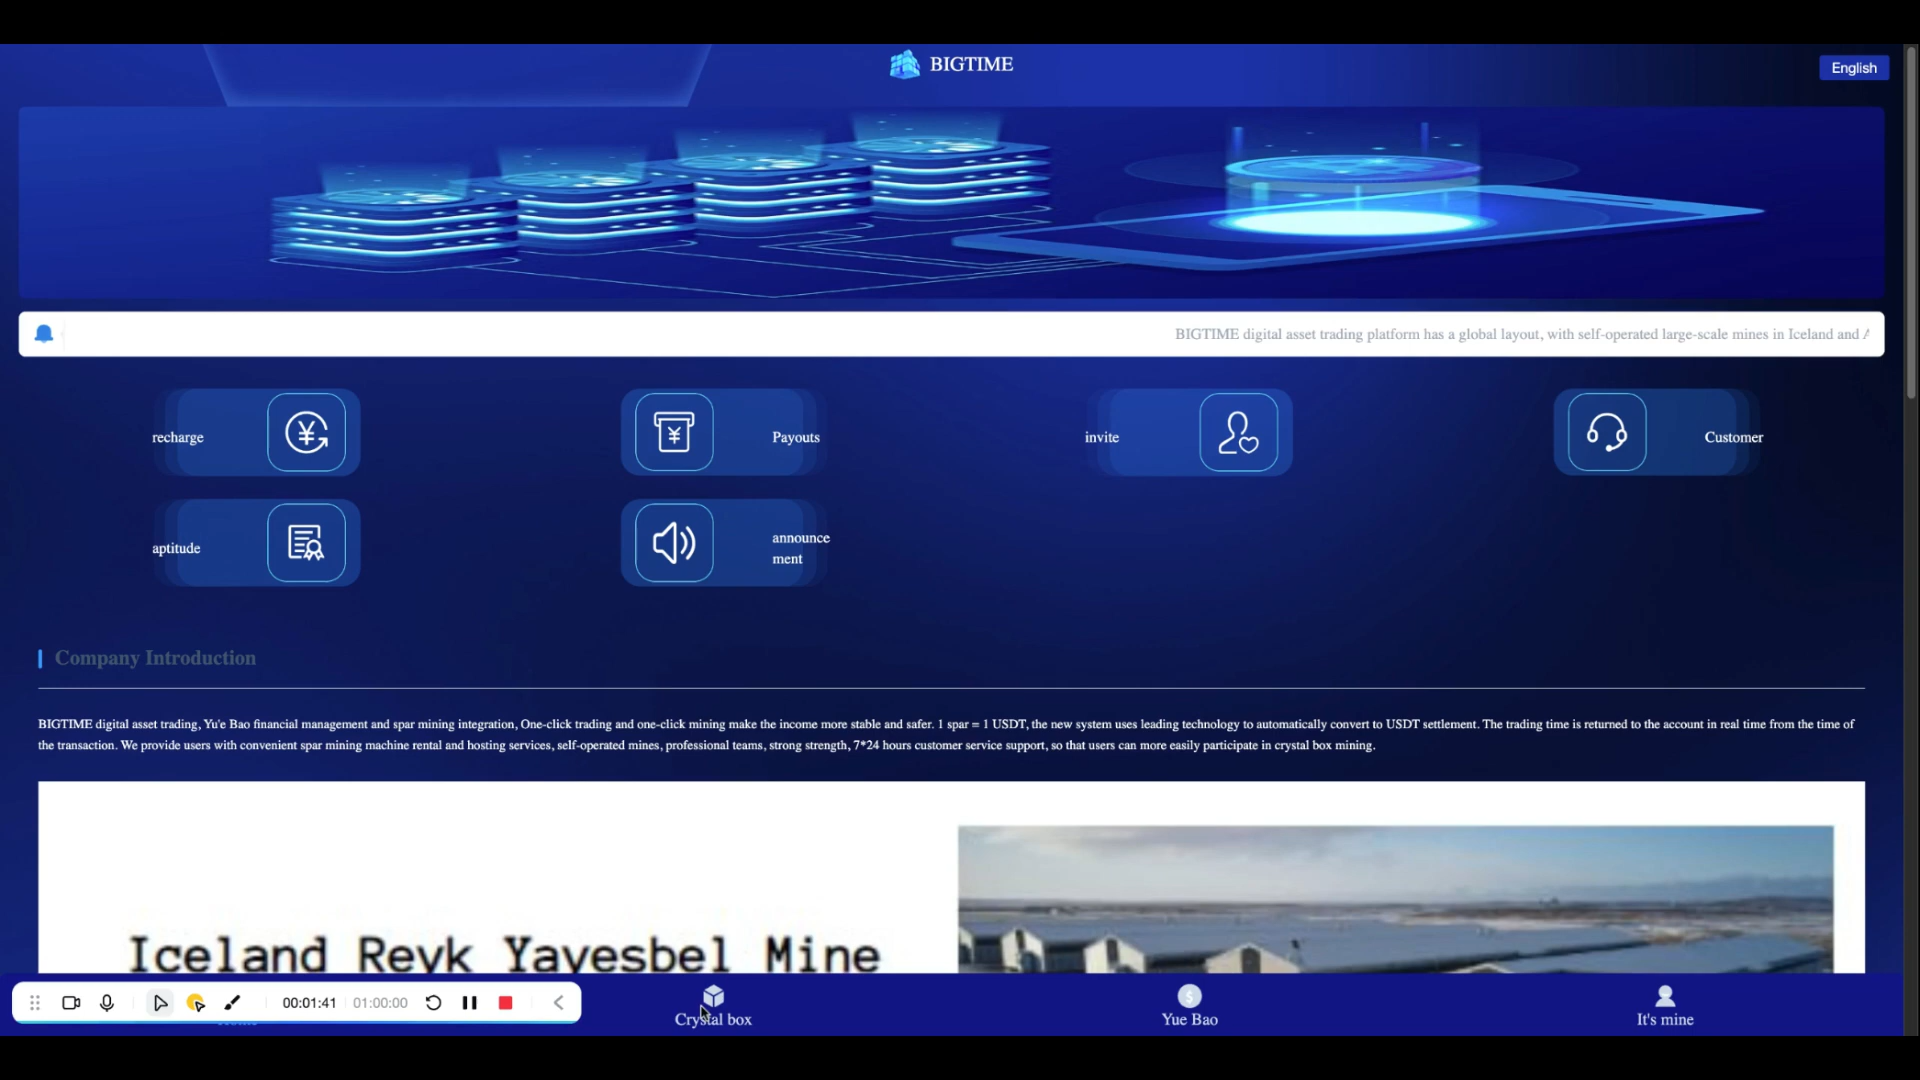 BIGTIME
English
BIGTIME digital asset trading platform has a global layout, with self-operated large-scale mines in Iceland and
recharge
Payouts
invite
Customer
aptitude
announce
ment
Company Introduction
BIGTIME digital asset trading, Yu'e Bao financial management and spar mining integration, One-click trading and one-click mining make the income more stable and safer. 1 spar = 1 USDT, the new system uses leading technology to automatically convert to USDT settlement. The trading time is returned to the account in real time from the time of
the transaction. We provide users with convenient spar mining machine rental and hosting services, self-operated mines, professional teams, strong strength, 7*24 hours customer service support, so that users can more easily participate in crystal box mining.
Iceland Reyk Yayesbel Mine
00:01:41 01:00:00
Crystal box
Yue Bao
It's mine